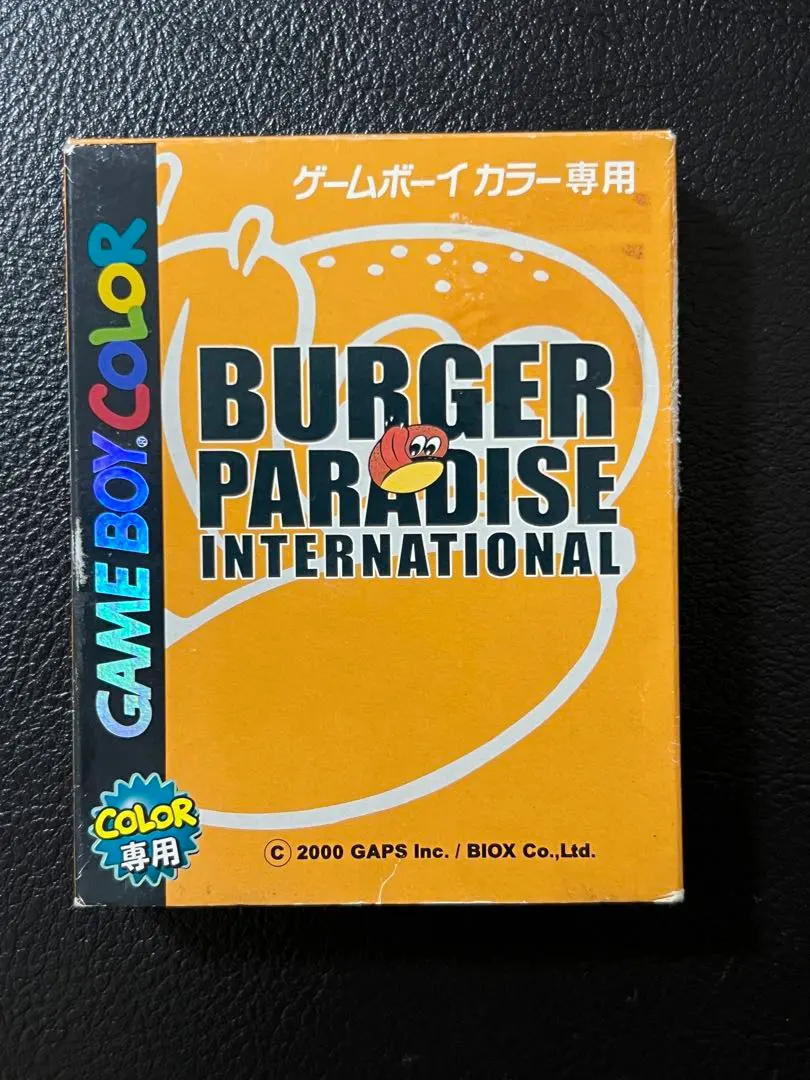 ゲームボーイカラー専用
GAME BOY® COLOR
BURGER
PARADISE
INTERNATIONAL
COLOR
専用
© 2000 GAPS Inc. / BIOX Co.,Ltd.